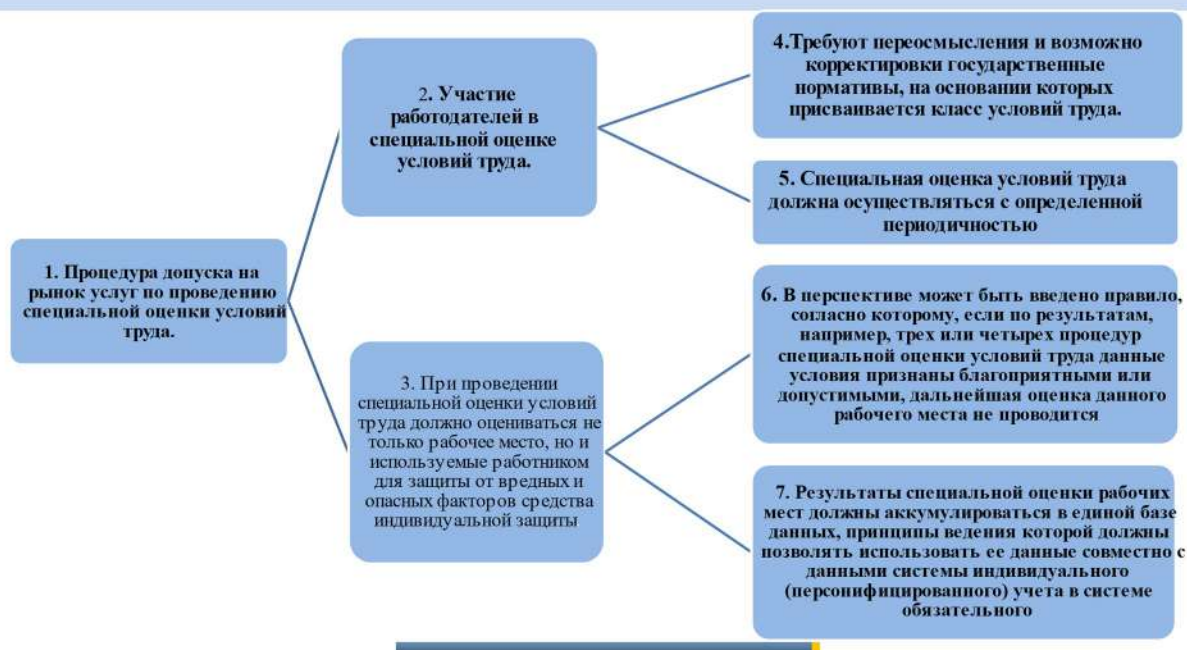 1. Процедура допуска на
рынок услуг по проведению
специальной оценки условий
труда.
2. Участие
работодателей в
специальной оценке
условий труда.
3. При проведении
специальной оценки условий
труда должно оцениваться не
только рабочее место, но и
используемые работником
для защиты от вредных и
опасных факторов средства
индивидуальной защиты
4.Требуют переосмысления и возможно
корректировки государственные
нормативы, на основании которых
присваивается класс условий труда.
5. Специальная оценка условий труда
должна осуществляться с определенной
периодичностью
6. В перспективе может быть введено правило,
согласно которому, если по результатам,
например, трех или четырех процедур
специальной оценки условий труда данные
условия признаны благоприятными или
допустимыми, дальнейшая оценка данного
рабочего места не проводится
7. Результаты специальной оценки рабочих
мест должны аккумулироваться в единой базе
данных, принципы ведения которой должны
позволять использовать ее данные совместно с
данными системы индивидуального
(персонифицированного) учета в системе
обязательного